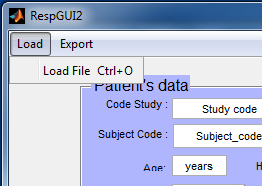 RespGUI2
Load Export
Load File Ctrl+O
Patient's data
Code Study : Study code
Subject Code : Subject_code
Age: years H